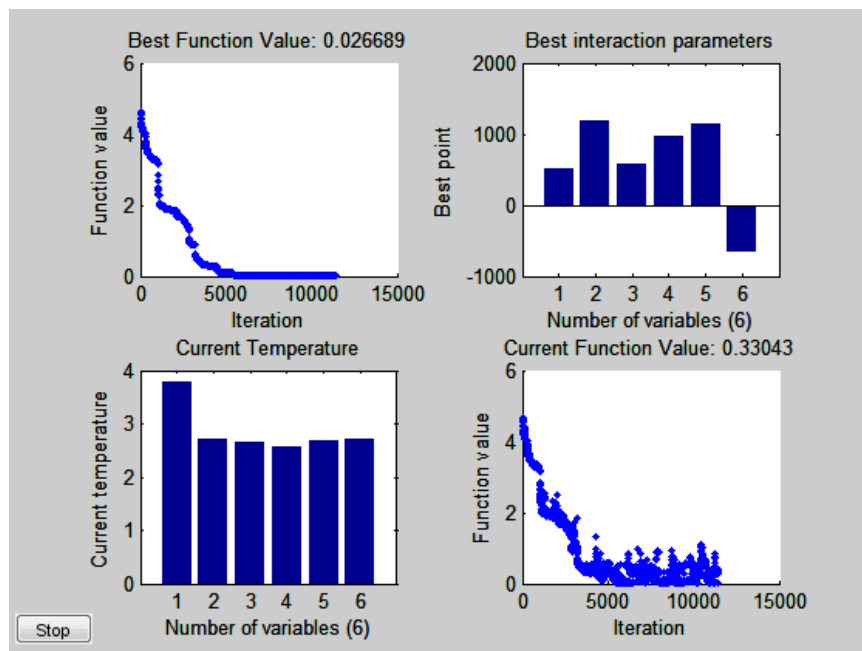 Best Function Value: 0.026689
6
4
2
0
Function value
0
5000
10000
15000
Iteration
Best interaction parameters
2000
1000
0
-1000
Best point
1
2
3
4
5
6
Number of variables (6)
Current Temperature
4
3
2
1
0
Current temperature
1
2
3
4
5
6
Number of variables (6)
Current Function Value: 0.33043
6
4
2
0
Function value
0
5000
10000
15000
Iteration
Stop